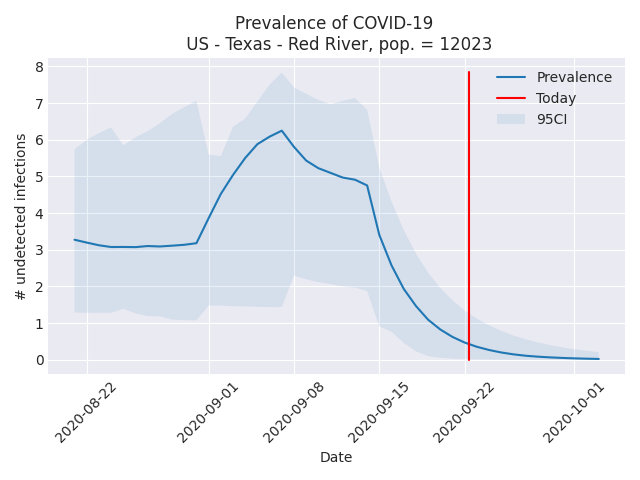 Prevalence of COVID-19
US - Texas - Red River, pop. = 12023
8
7
6
5
4
3
2
1
0
# undetected infections
Prevalence
Today
95CI
2020-08-22
2020-09-01
2020-09-08
2020-09-15
2020-09-22
2020-10-01
Date